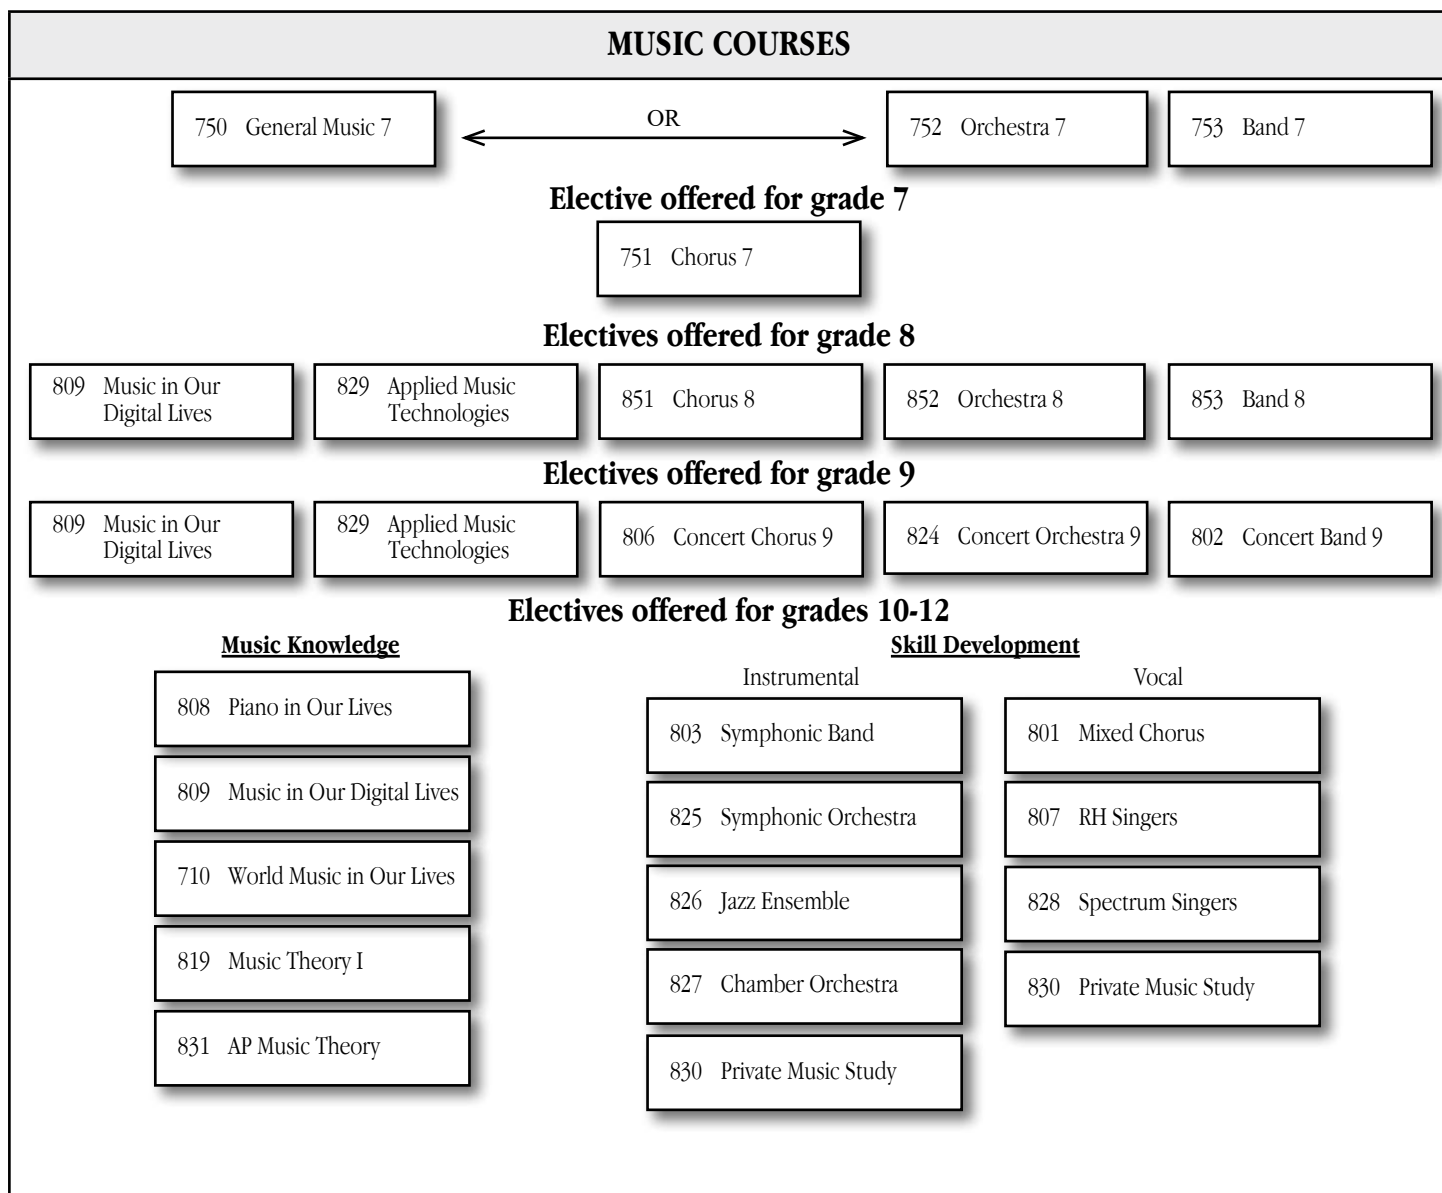 MUSIC COURSES
750 General Music 7
OR
752 Orchestra 7
753 Band 7
Elective offered for grade 7
751 Chorus 7
Electives offered for grade 8
809 Music in Our
Digital Lives
829 Applied Music
Technologies
851 Chorus 8
852 Orchestra 8
853 Band 8
Electives offered for grade 9
809 Music in Our
Digital Lives
829 Applied Music
Technologies
806 Concert Chorus 9
824 Concert Orchestra 9
802 Concert Band 9
Electives offered for grades 10-12
Music Knowledge
808 Piano in Our Lives
809 Music in Our Digital Lives
710 World Music in Our Lives
819 Music Theory I
831 AP Music Theory
Skill Development
Instrumental
803 Symphonic Band
825 Symphonic Orchestra
826 Jazz Ensemble
827 Chamber Orchestra
830 Private Music Study
Vocal
801 Mixed Chorus
807 RH Singers
828 Spectrum Singers
830 Private Music Study